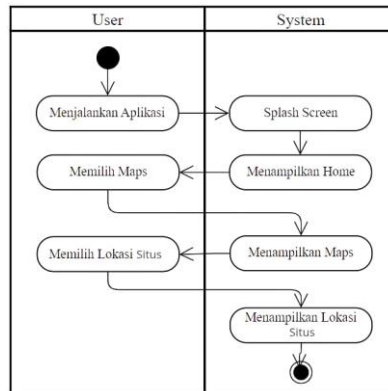 User
System
Menjalankan Aplikasi
Splash Screen
Memilih Maps
Menampilkan Home
Memilih Lokasi Situs
Menampilkan Maps
Menampilkan Lokasi
Situs